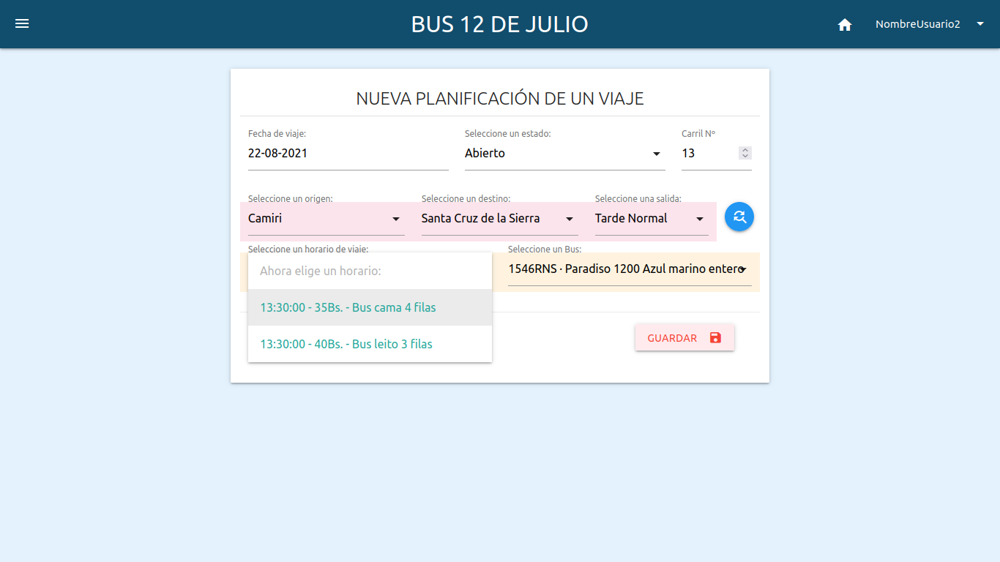 BUS 12 DE JULIO
NombreUsuario2
NUEVA PLANIFICACIÓN DE UN VIAJE
Fecha de viaje: Seleccione un estado: Carril Nº
22-08-2021 Abierto 13
Seleccione un origen: Seleccione un destino: Seleccione una salida:
Camiri Santa Cruz de la Sierra Tarde Normal
Seleccione un horario de viaje: Seleccione un Bus:
Ahora elige un horario: 1546RNS · Paradiso 1200 Azul marino entero
13:30:00 - 35Bs. - Bus cama 4 filas
13:30:00 - 40Bs. - Bus leito 3 filas
GUARDAR